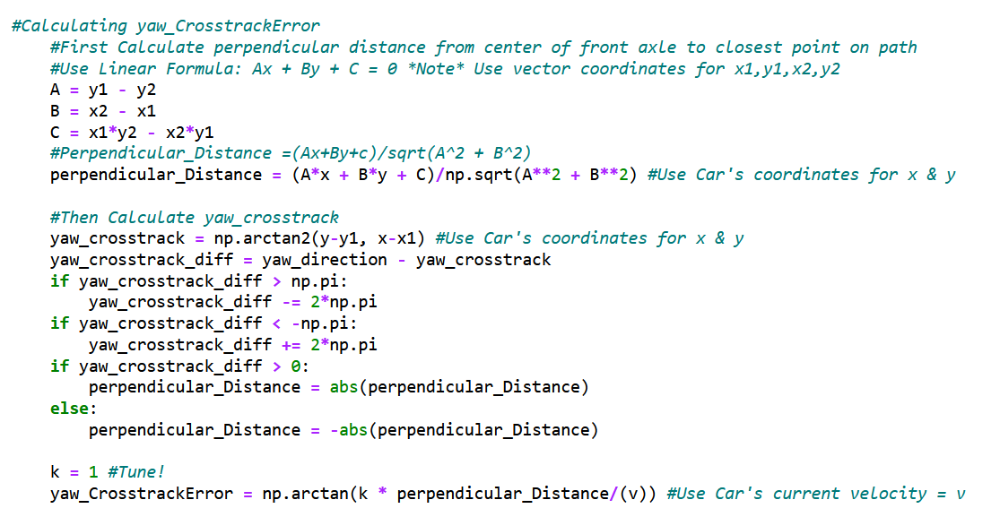 #Calculating yaw_CrosstrackError
#First Calculate perpendicular distance from center of front axle to closest point on path
#Use Linear Formula: Ax + By + C = 0 *Note* Use vector coordinates for x1,y1,x2,y2
A = y1 - y2
B = x2 - x1
C = x1*y2 - x2*y1
#Perpendicular_Distance =(Ax+By+c)/sqrt(A^2 + B^2)
perpendicular_Distance = (A*x + B*y + C)/np.sqrt(A**2 + B**2) #Use Car's coordinates for x & y
#Then Calculate yaw_crosstrack
yaw_crosstrack = np.arctan2(y-y1, x-x1) #Use Car's coordinates for x & y
yaw_crosstrack_diff = yaw_direction - yaw_crosstrack
if yaw_crosstrack_diff > np.pi:
yaw_crosstrack_diff -= 2*np.pi
if yaw_crosstrack_diff < -np.pi:
yaw_crosstrack_diff += 2*np.pi
if yaw_crosstrack_diff > 0:
perpendicular_Distance = abs(perpendicular_Distance)
else:
perpendicular_Distance = -abs(perpendicular_Distance)
k = 1 #Tune!
yaw_CrosstrackError = np.arctan(k * perpendicular_Distance/(v)) #Use Car's current velocity = v